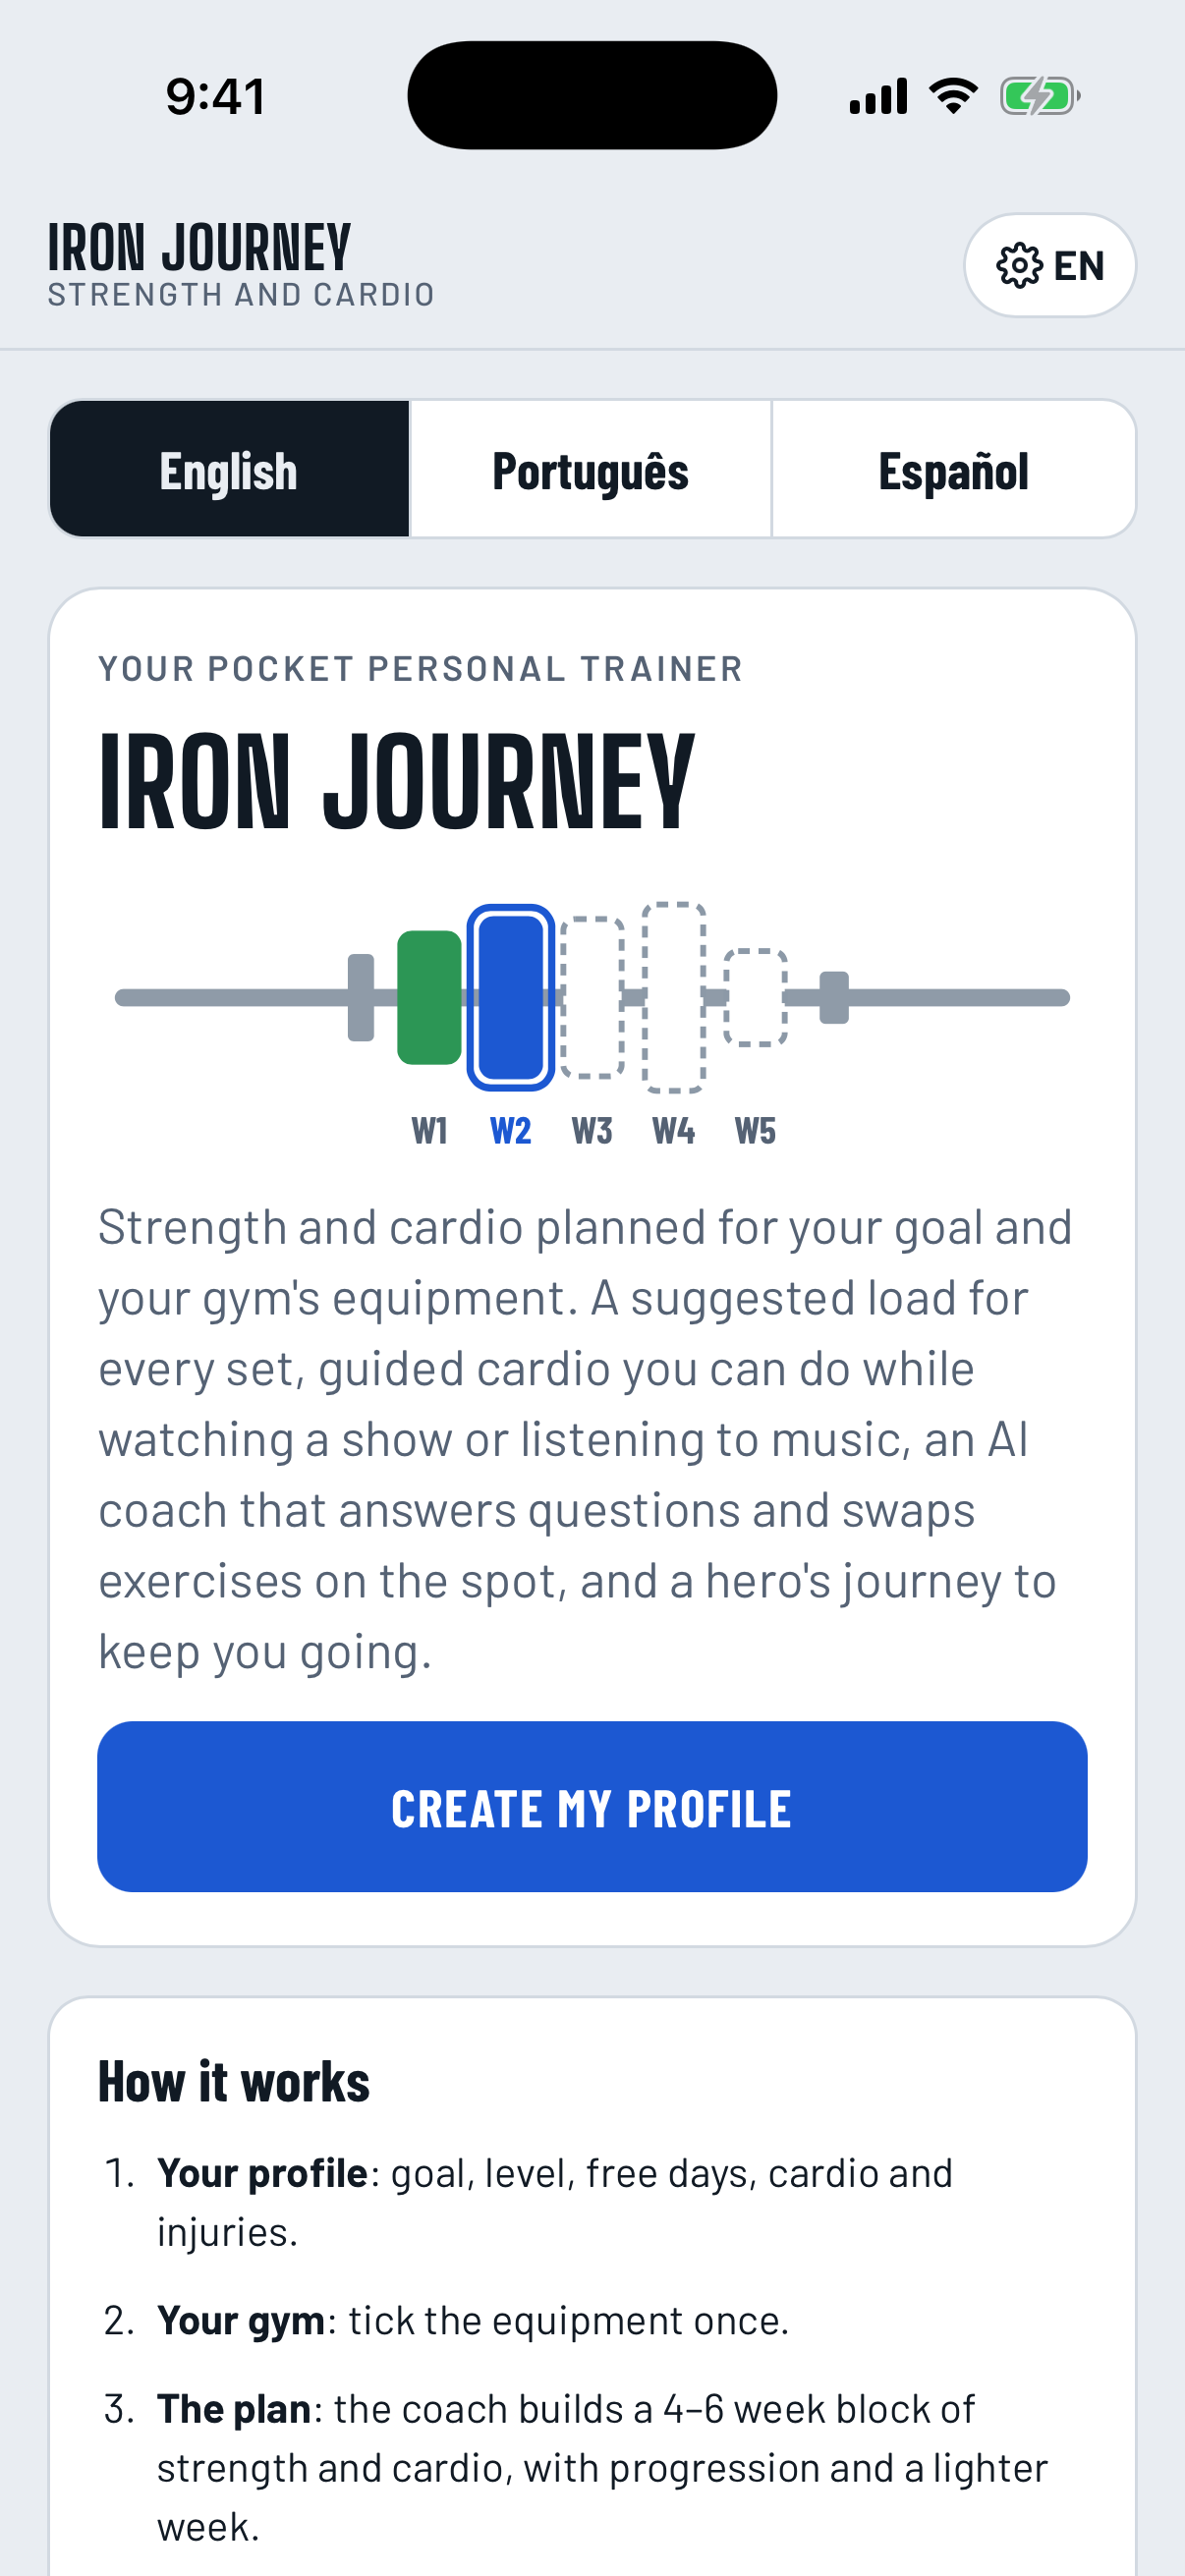 9:41
IRON JOURNEY
STRENGTH AND CARDIO
EN
English
Português
Español
YOUR POCKET PERSONAL TRAINER
IRON JOURNEY
W1 W2 W3 W4 W5
Strength and cardio planned for your goal and
your gym's equipment. A suggested load for
every set, guided cardio you can do while
watching a show or listening to music, an AI
coach that answers questions and swaps
exercises on the spot, and a hero's journey to
keep you going.
CREATE MY PROFILE
How it works
1. Your profile: goal, level, free days, cardio and
injuries.
2. Your gym: tick the equipment once.
3. The plan: the coach builds a 4–6 week block of
strength and cardio, with progression and a lighter
week.